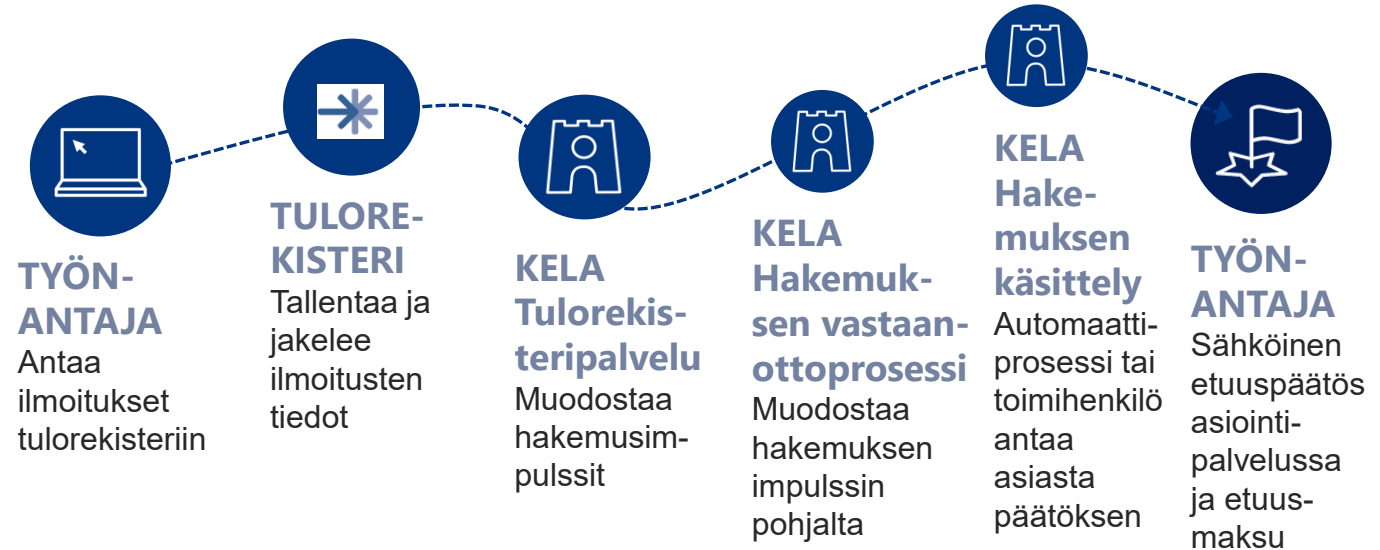 TYÖN-
ANTAJA
Antaa
ilmoitukset
tulorekisteriin
TULORE-
KISTERI
Tallentaa ja
jakelee
ilmoitusten
tiedot
KELA
Tulorekis-
teripalvelu
Muodostaa
hakemusim-
pulssit
KELA
Hakemuk-
sen vastaan-
ottoprosessi
Muodostaa
hakemuksen
impulssin
pohjalta
KELA
Hake-
muksen
käsittely
Automaatti-
prosessi tai
toimihenkilö
antaa
asiasta
päätöksen
TYÖN-
ANTAJA
Sähköinen
etuuspäätös
asiointi-
palvelussa
ja etuus-
maksu